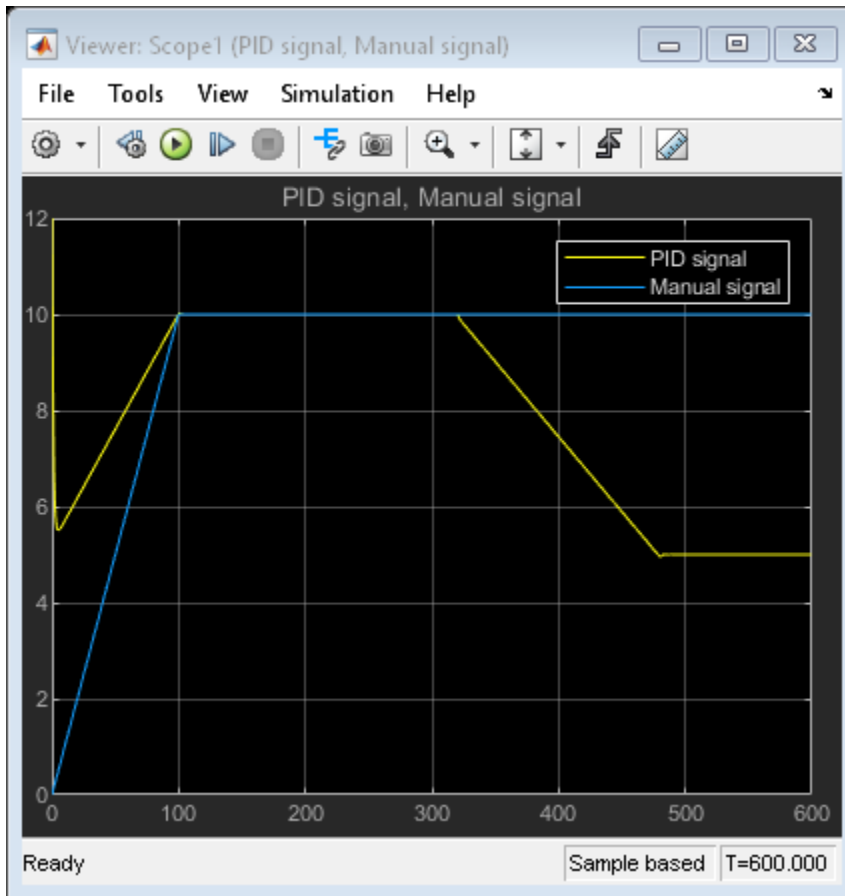 Viewer: Scope1 (PID signal, Manual signal)
File Tools View Simulation Help
PID signal, Manual signal
12
10
8
6
4
2
0
PID signal
Manual signal
0 100 200 300 400 500 600
Ready Sample based T=600.000